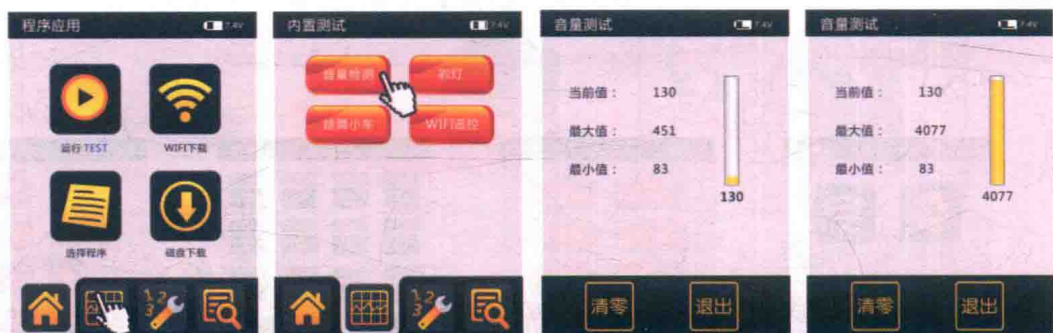 程序应用
7.4V
运行 TEST
WIFI下载
选择程序
磁盘下载
内置测试
7.4V
音量检测
彩灯
WIFI遥控
音量测试
7.4V
当前值： 130
最大值： 451
最小值： 83
130
清零
退出
音量测试
7.4V
当前值： 130
最大值： 4077
最小值： 83
4077
清零
退出